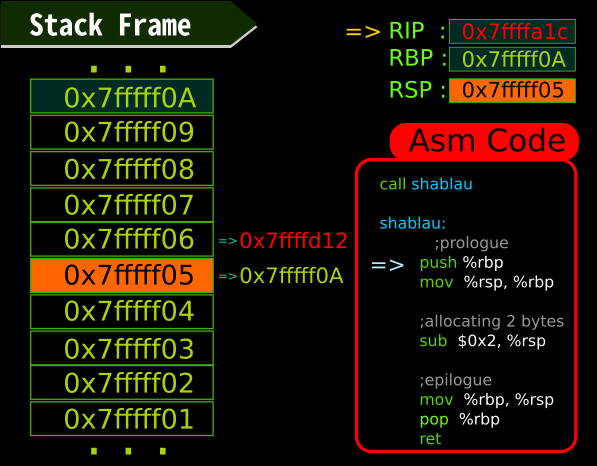 Stack Frame
=> RIP : 0x7ffffa1c
RBP : 0x7fffff0A
RSP : 0x7fffff05
. . .
0x7fffff0A
0x7fffff09
0x7fffff08
0x7fffff07
0x7fffff06 => 0x7ffffd12
0x7fffff05 => 0x7fffff0A
0x7fffff04
0x7fffff03
0x7fffff02
0x7fffff01
. . .
Asm Code
call shablau
shablau:
;prologue
=> push %rbp
mov %rsp, %rbp
;allocating 2 bytes
sub $0x2, %rsp
;epilogue
mov %rbp, %rsp
pop %rbp
ret